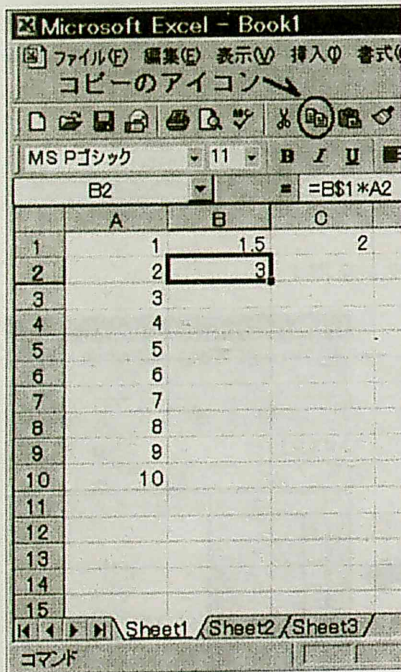 Microsoft Excel - Book1
ファイル(F) 編集(E) 表示(V) 挿入(I) 書式(
コピーのアイコン
MS Pゴシック 11 B I U
B2 = =B$1*A2
A B C
1 1 1.5 2
2 2 3
3 3
4 4
5 5
6 6
7 7
8 8
9 9
10 10
11
12
13
14
15
Sheet1 Sheet2 Sheet3
コマンド